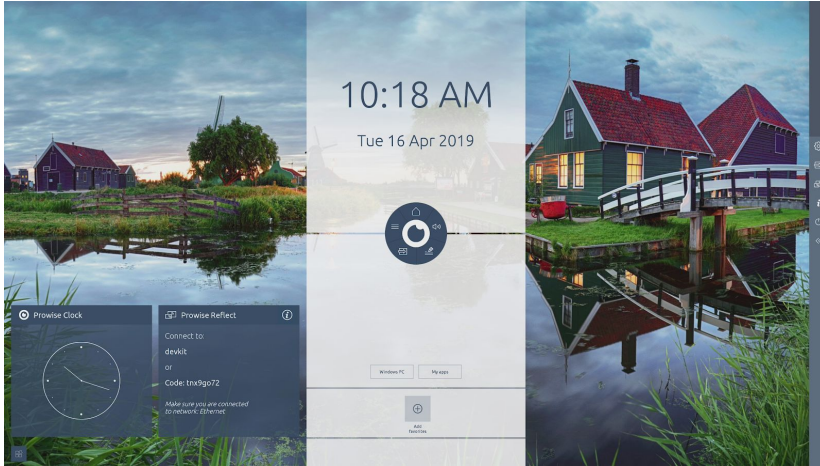 10:18 AM
Tue 16 Apr 2019
Prowise Clock
Prowise Reflect
Connect to:
devkit
or
Code: tnx9go72
Make sure you are connected
to network: Ethernet
Windows PC
My apps
Add
favorites